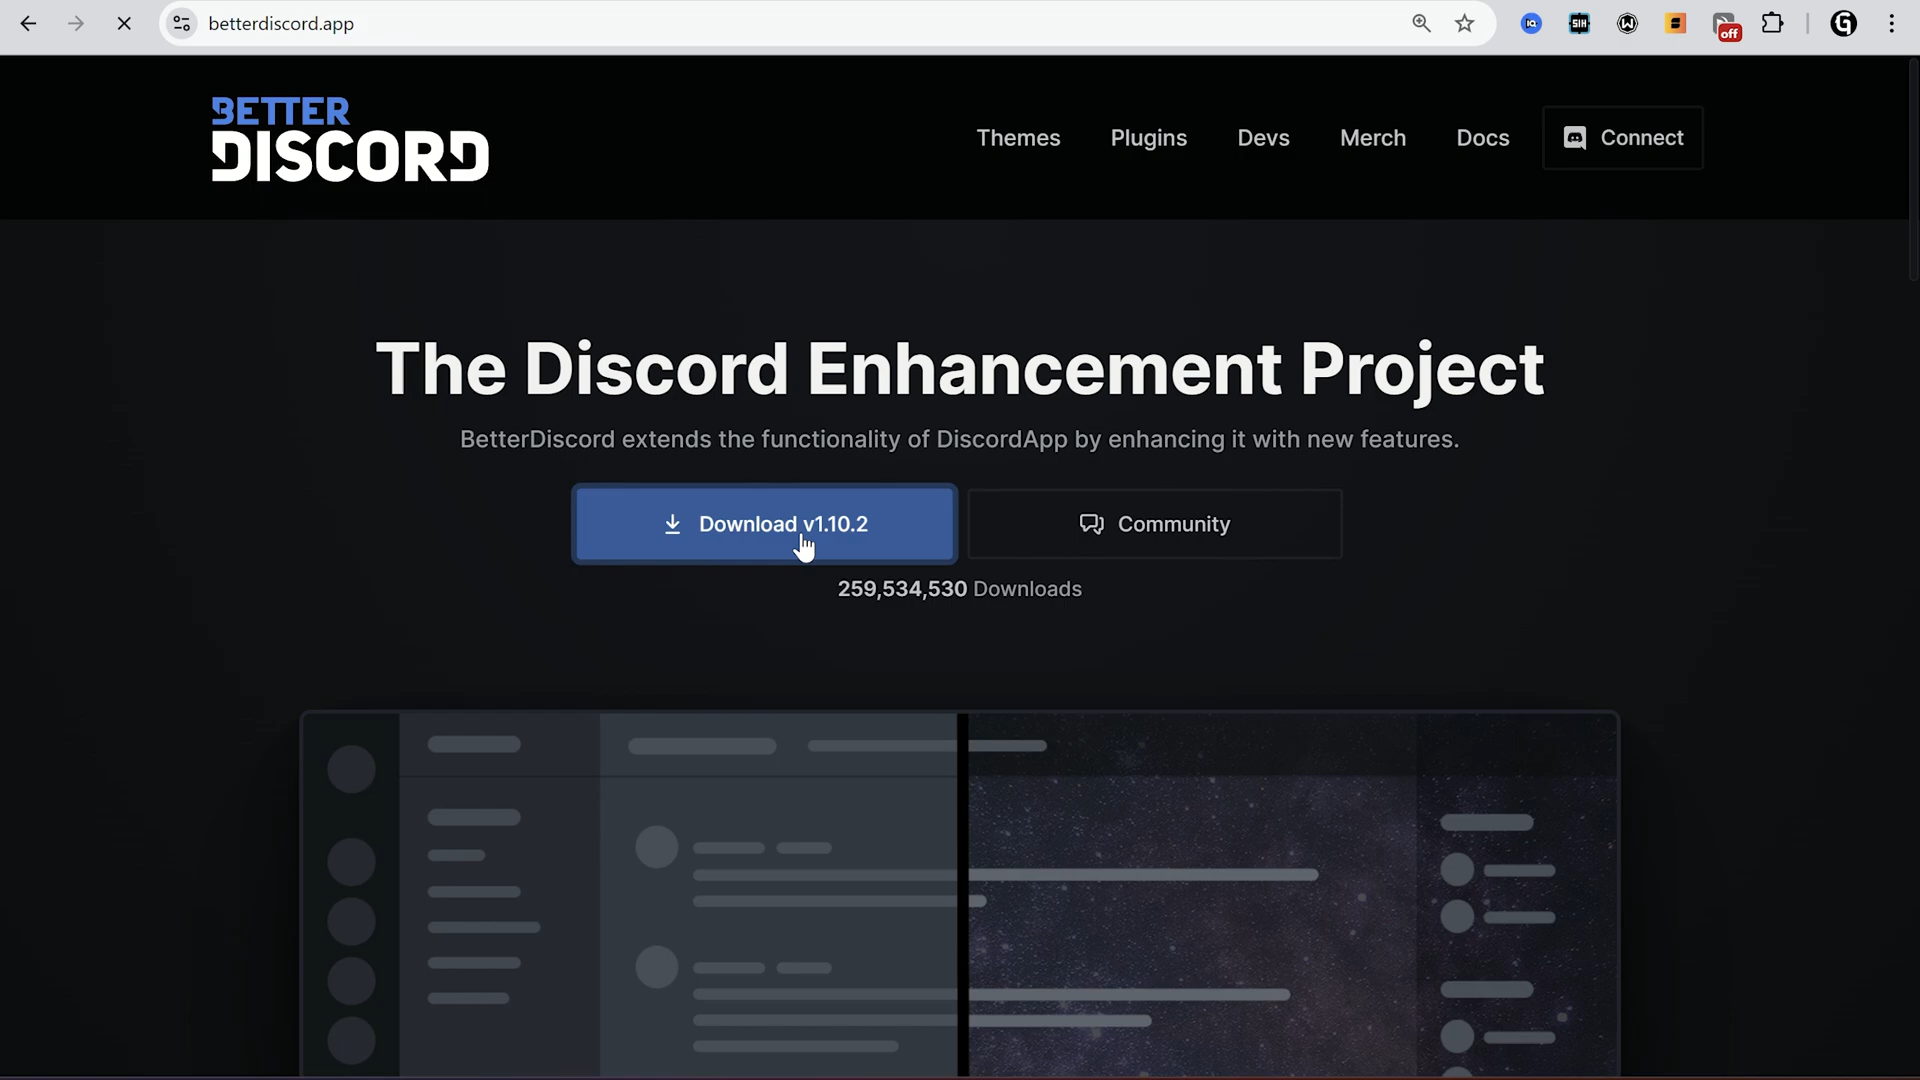 betterdiscord.app
off
BETTER
DISCORD
Themes Plugins Devs Merch Docs Connect
The Discord Enhancement Project
BetterDiscord extends the functionality of DiscordApp by enhancing it with new features.
Download v1.10.2 Community
259,534,530 Downloads